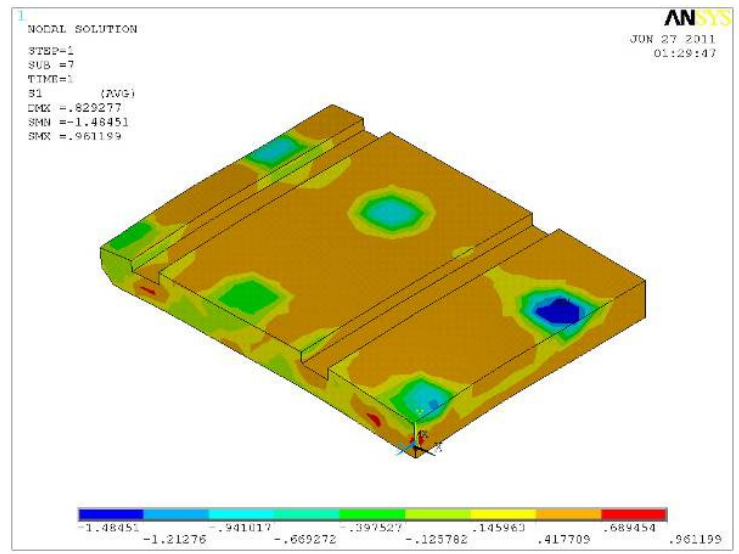 1
NODAL SOLUTION
STEP=1
SUB =7
TIME=1
S1 (AVG)
DMX =.829277
SMN =-1.48451
SMX =.961199
ANSYS
JUN 27 2011
01:29:47
X
-1.48451 -.941017 -.397527 .145963 .689454
-1.21276 -.669272 -.125782 .417709 .961199